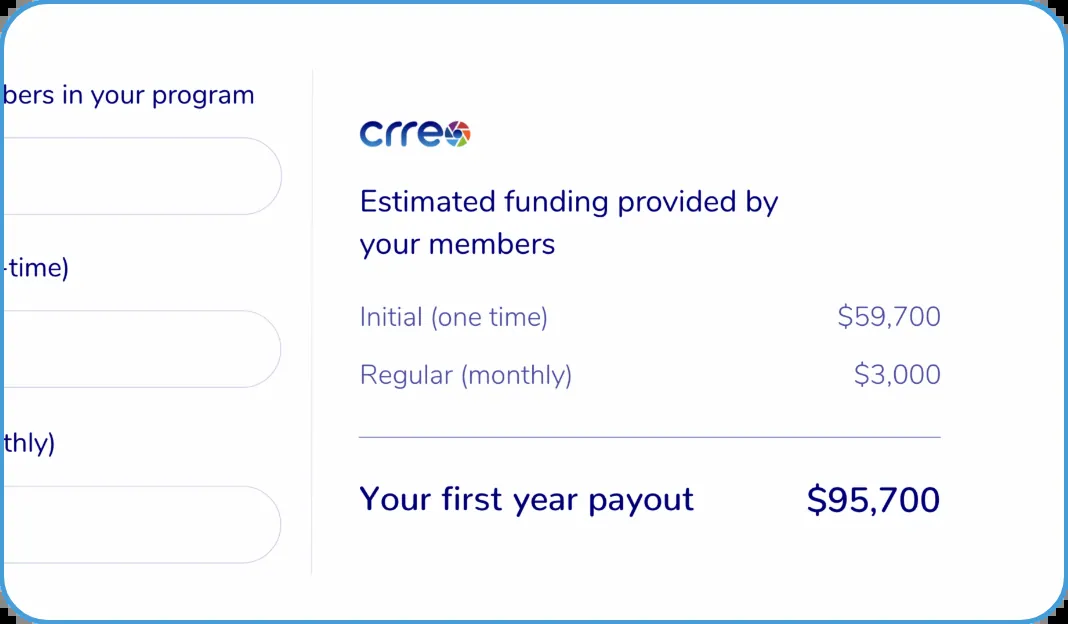 bers in your program
-time)
thly)
crreo
Estimated funding provided by
your members
Initial (one time) $59,700
Regular (monthly) $3,000
Your first year payout $95,700